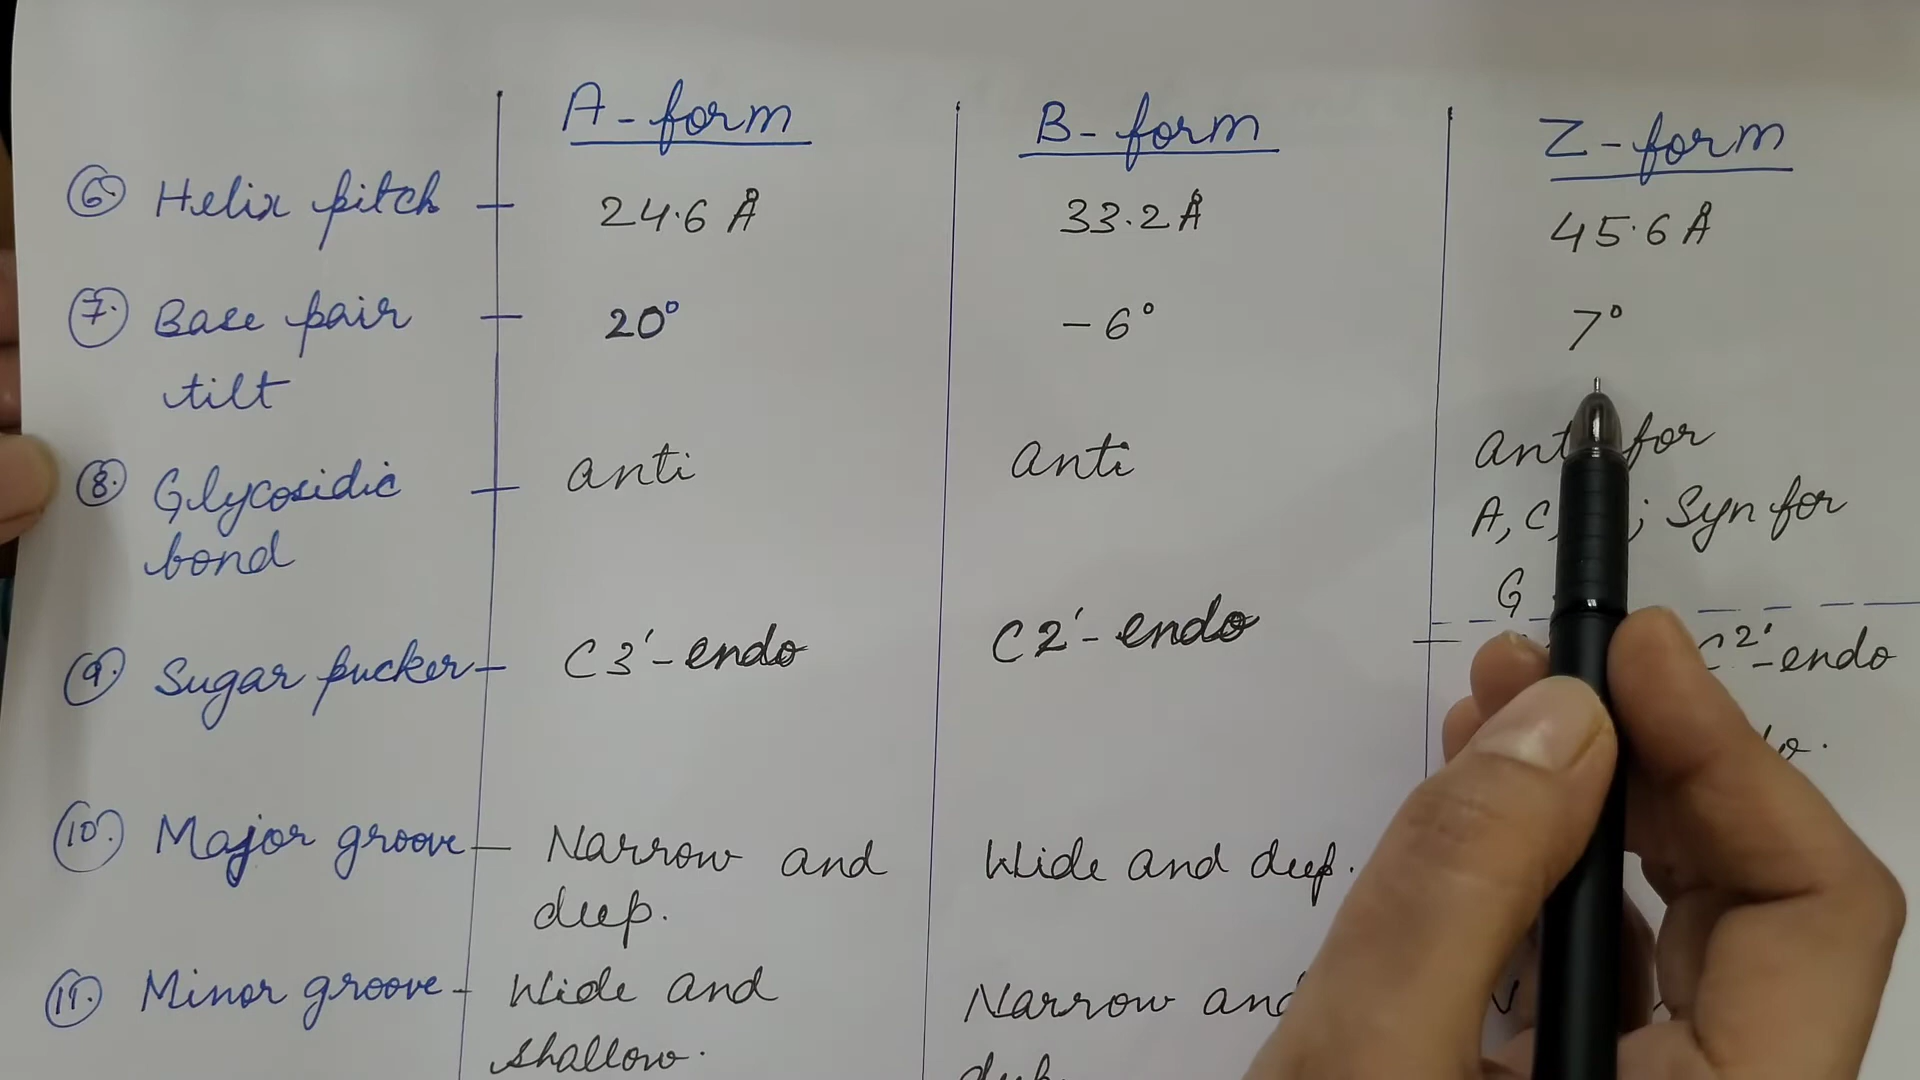 A-form B-form Z-form
6. Helix pitch - 24.6 Å 33.2 Å 45.6 Å
7. Base pair - 20° -6° 7°
tilt
8. Glycosidic - anti anti for
bond A, C, ; Syn for
G
9. Sugar pucker - C3'-endo C2'-endo C2'-endo
10. Major groove - Narrow and Wide and deep.
deep.
11. Minor groove - Wide and Narrow and
shallow. deep.